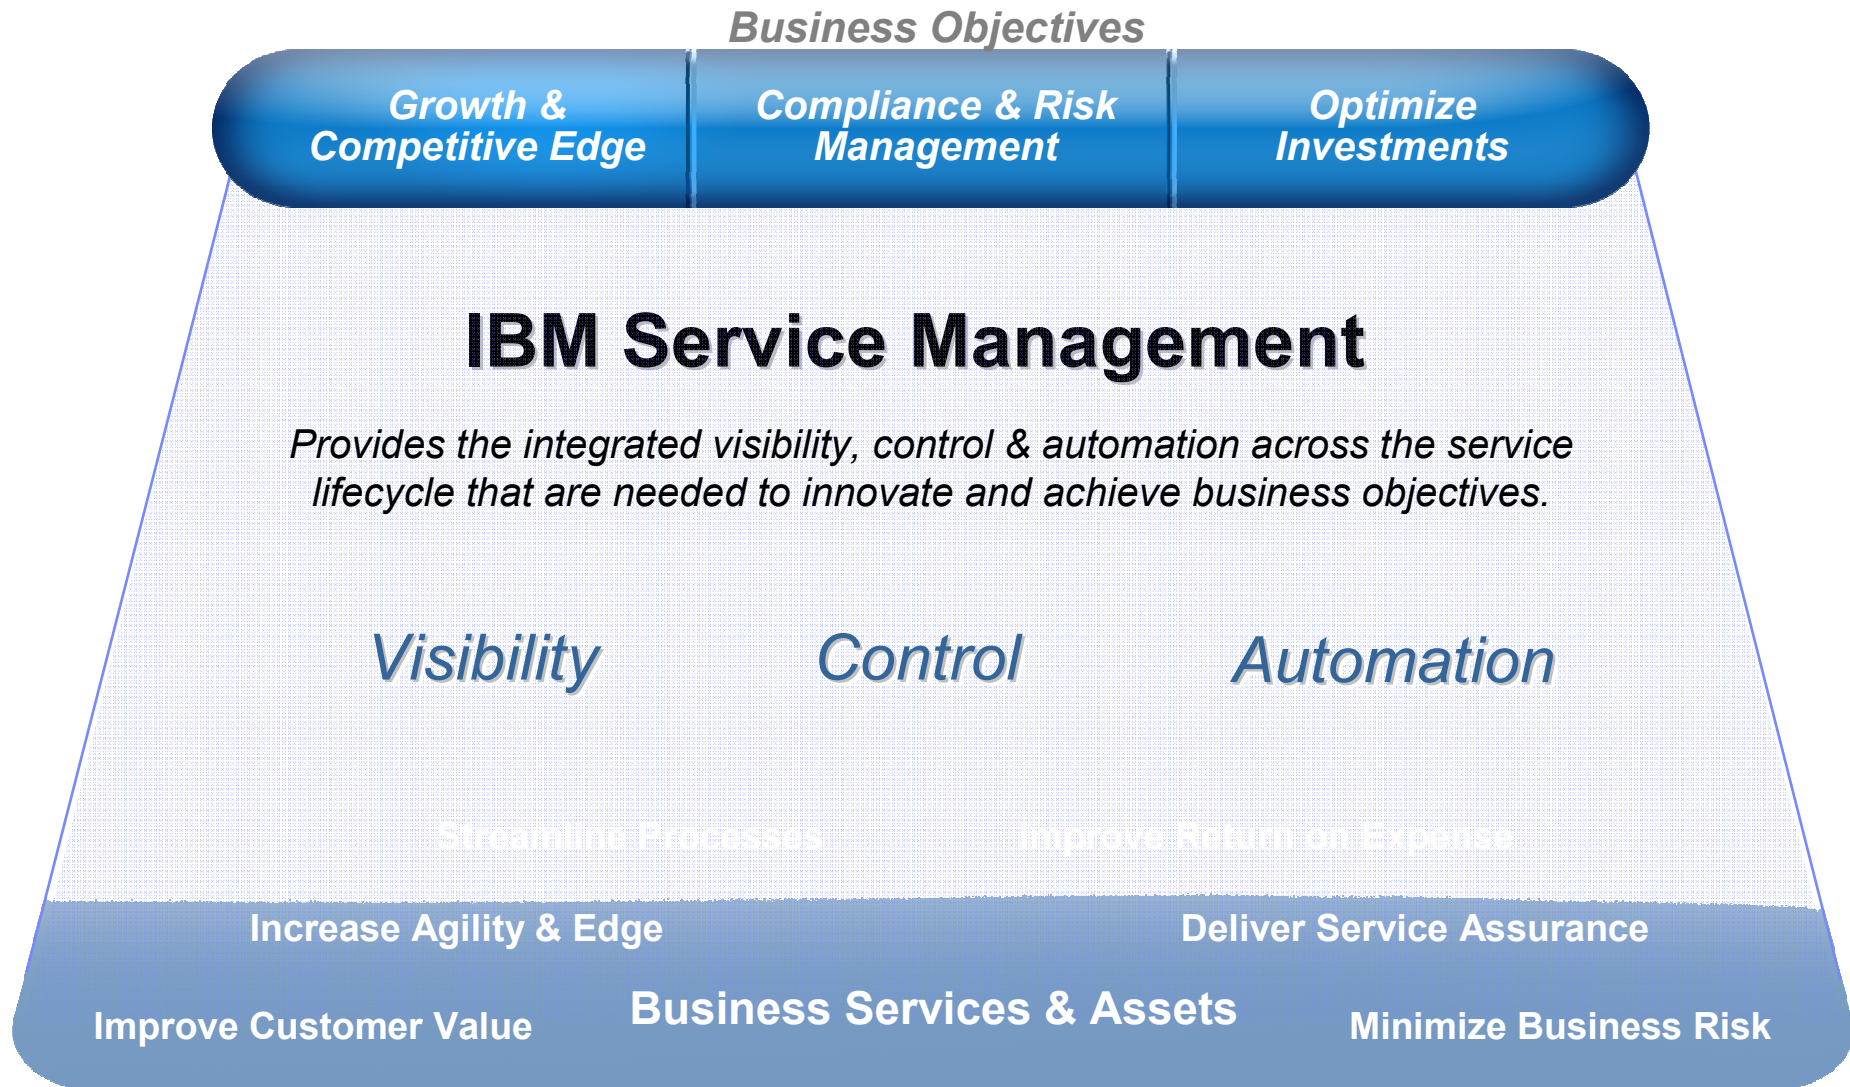 Business Objectives
Growth &
Competitive Edge
Compliance & Risk
Management
Optimize
Investments
IBM Service Management
Provides the integrated visibility, control & automation across the service
lifecycle that are needed to innovate and achieve business objectives.
Visibility
Control
Automation
Streamline Processes
Improve Return on Expense
Increase Agility & Edge
Deliver Service Assurance
Business Services & Assets
Improve Customer Value
Minimize Business Risk